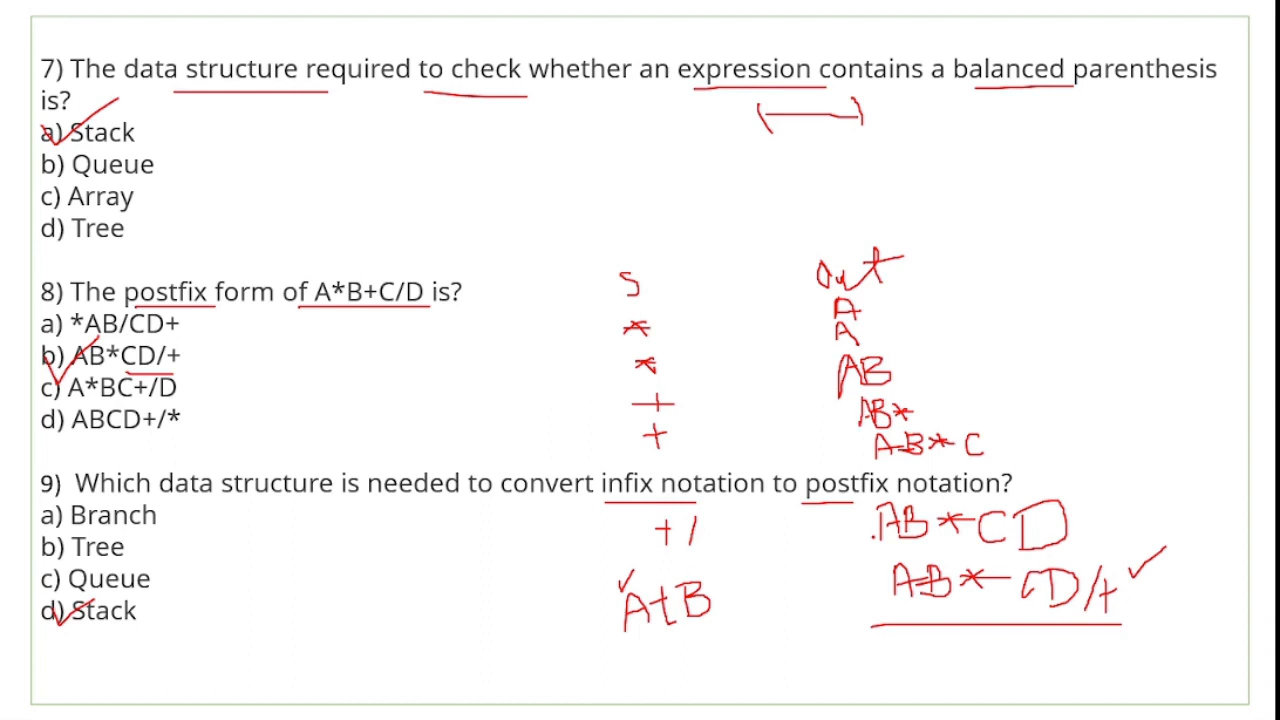 7) The data structure required to check whether an expression contains a balanced parenthesis
is?
a) Stack
b) Queue
c) Array
d) Tree
8) The postfix form of A*B+C/D is?
a) *AB/CD+
b) AB*CD/+
c) A*BC+/D
d) ABCD+/*
S Out
A
* A
* AB
+ AB*
+ AB*C
9) Which data structure is needed to convert infix notation to postfix notation?
a) Branch
b) Tree
c) Queue
d) Stack
+/ AB*CD
A+B AB*CD/+